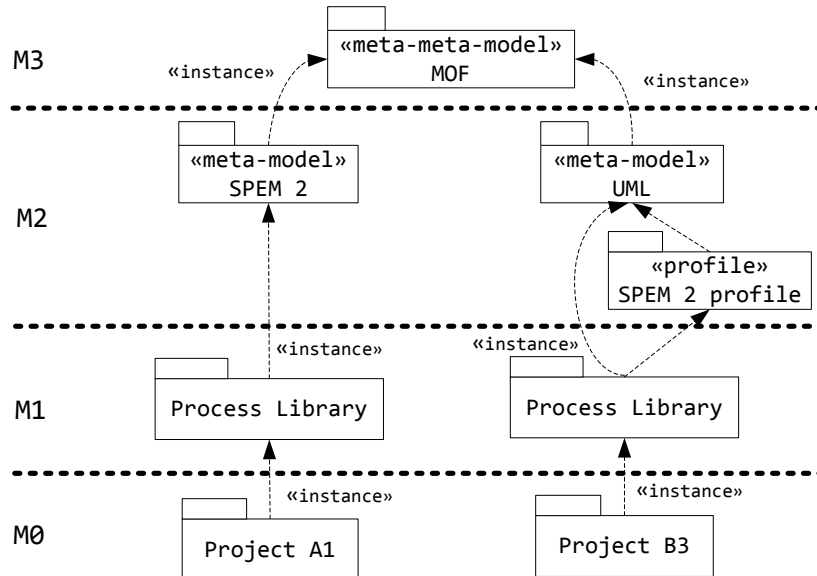 M3
«meta-meta-model»
MOF
«instance»
«instance»
M2
«meta-model»
SPEM 2
«meta-model»
UML
«profile»
SPEM 2 profile
«instance»
«instance»
M1
Process Library
Process Library
«instance»
«instance»
M0
Project A1
Project B3